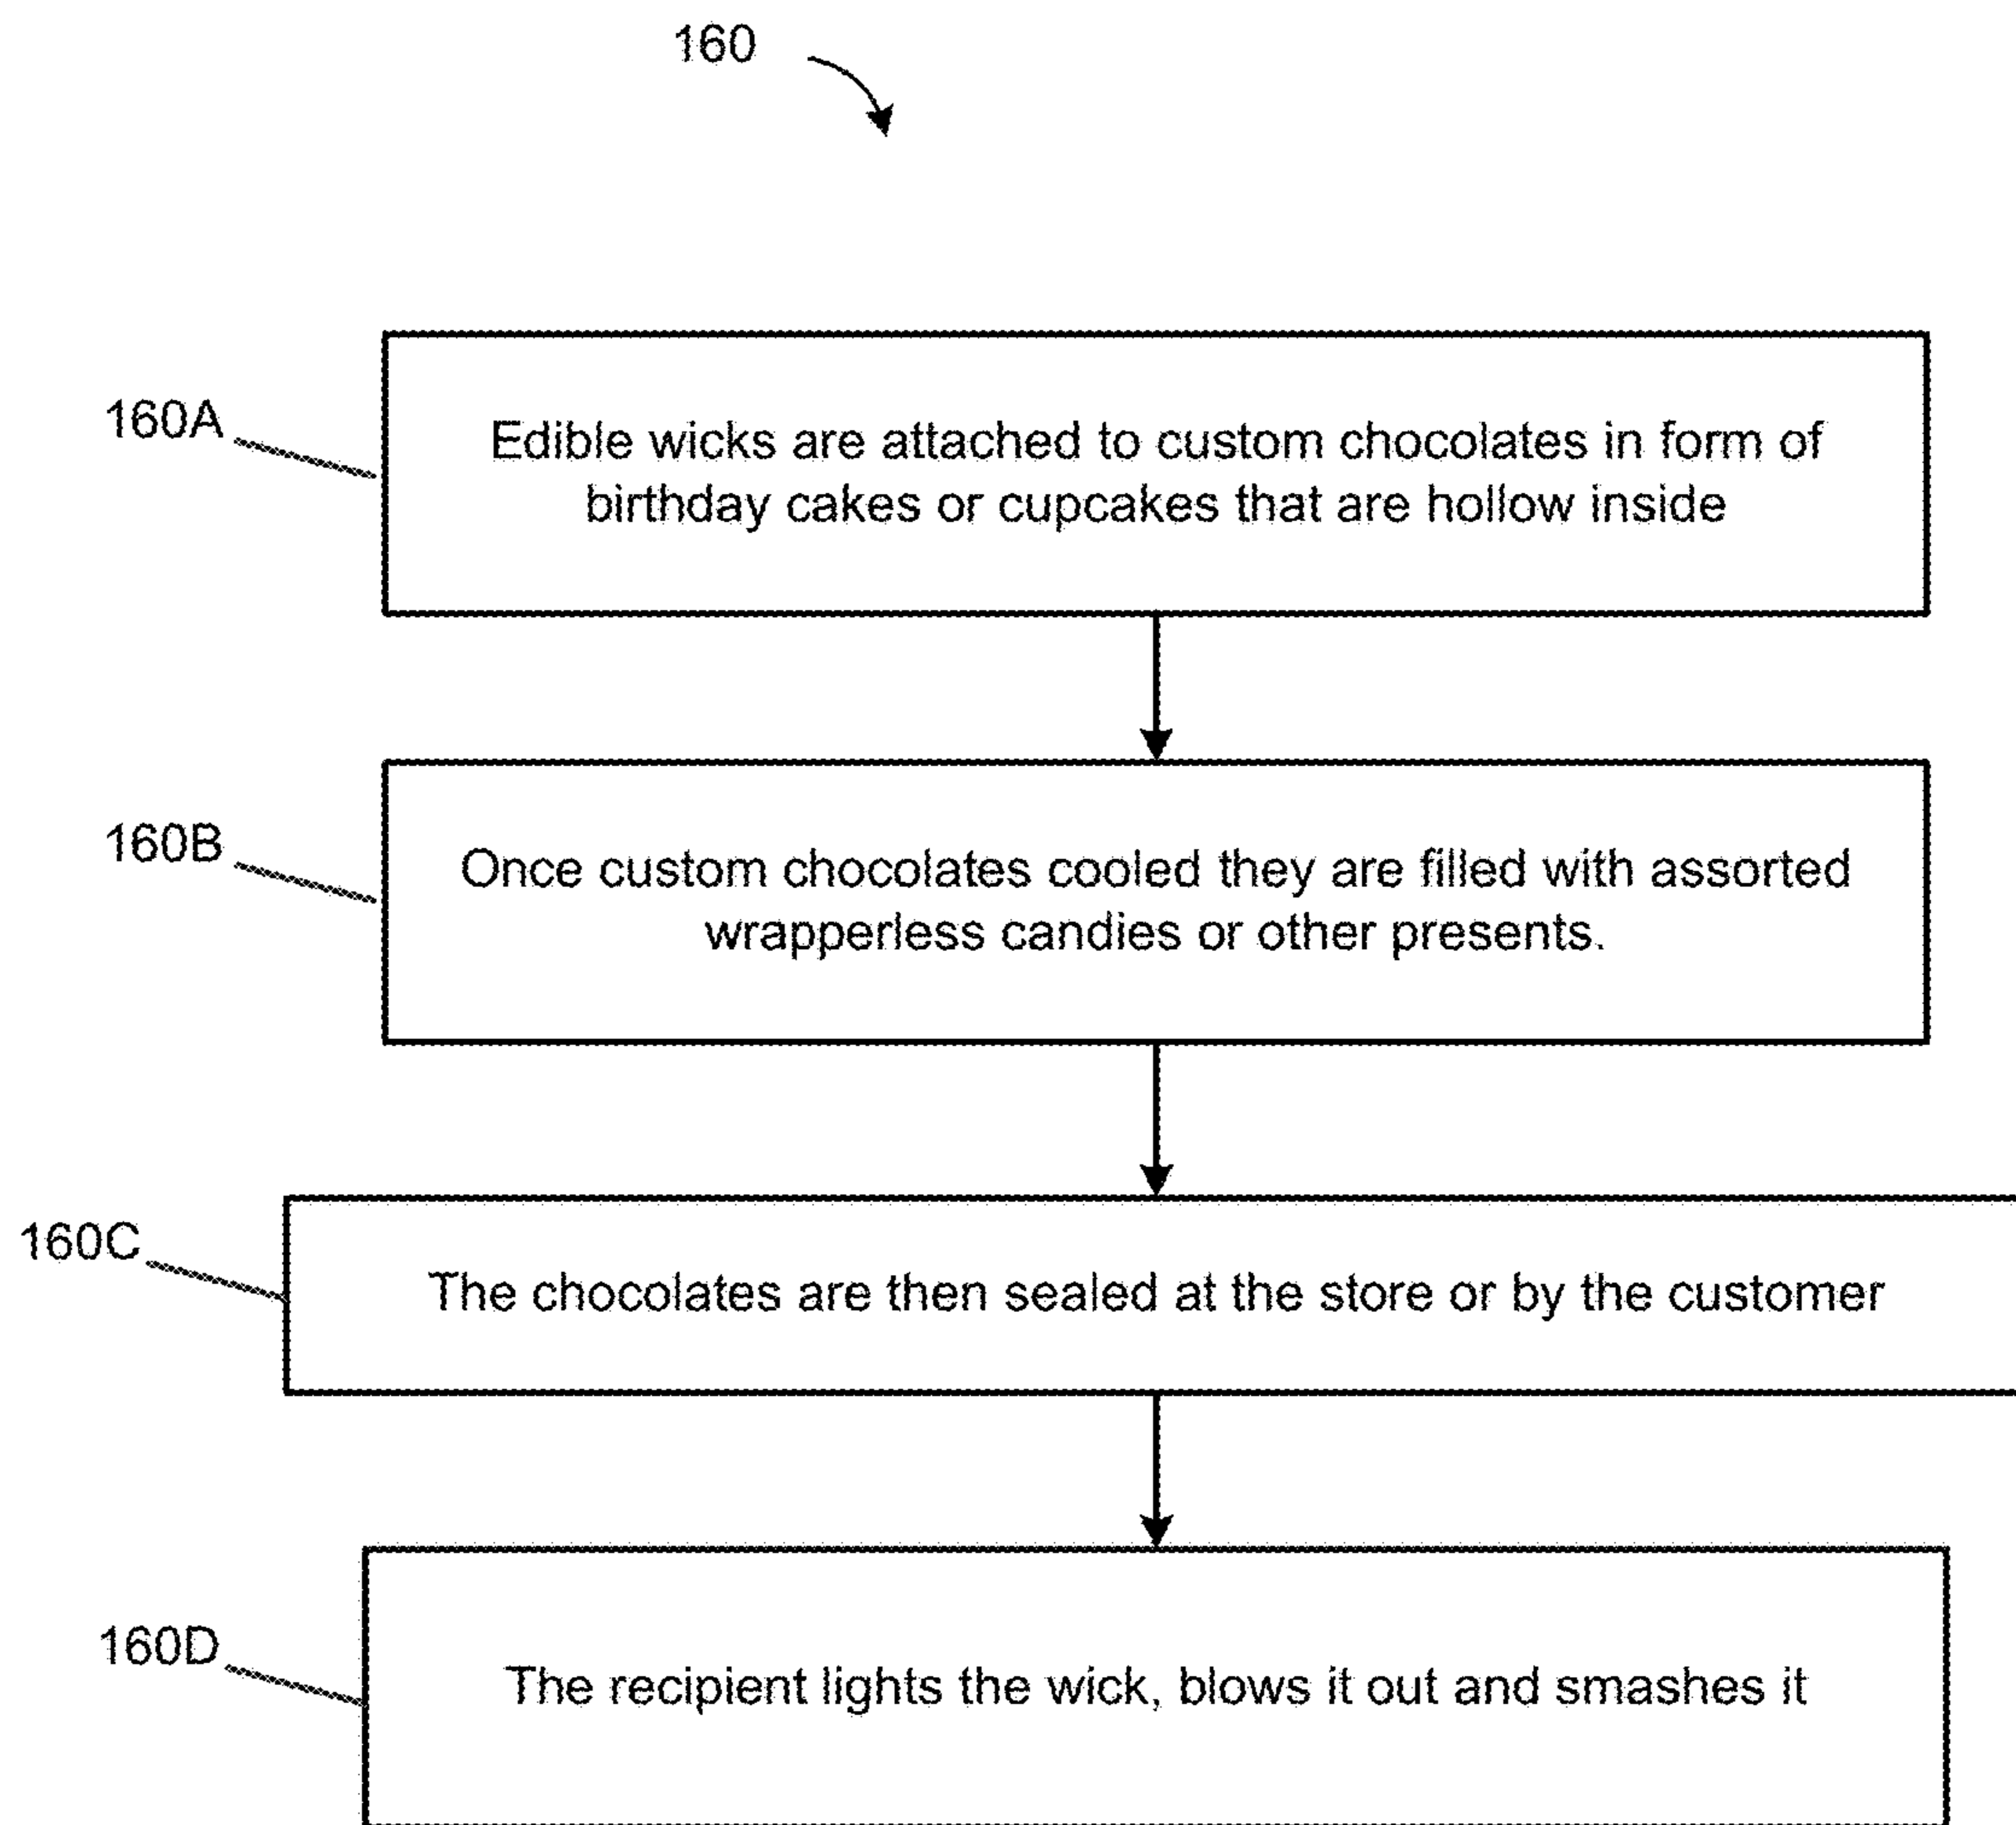 160
160A
Edible wicks are attached to custom chocolates in form of
birthday cakes or cupcakes that are hollow inside
160B
Once custom chocolates cooled they are filled with assorted
wrapperless candies or other presents.
160C
The chocolates are then sealed at the store or by the customer
160D
The recipient lights the wick, blows it out and smashes it